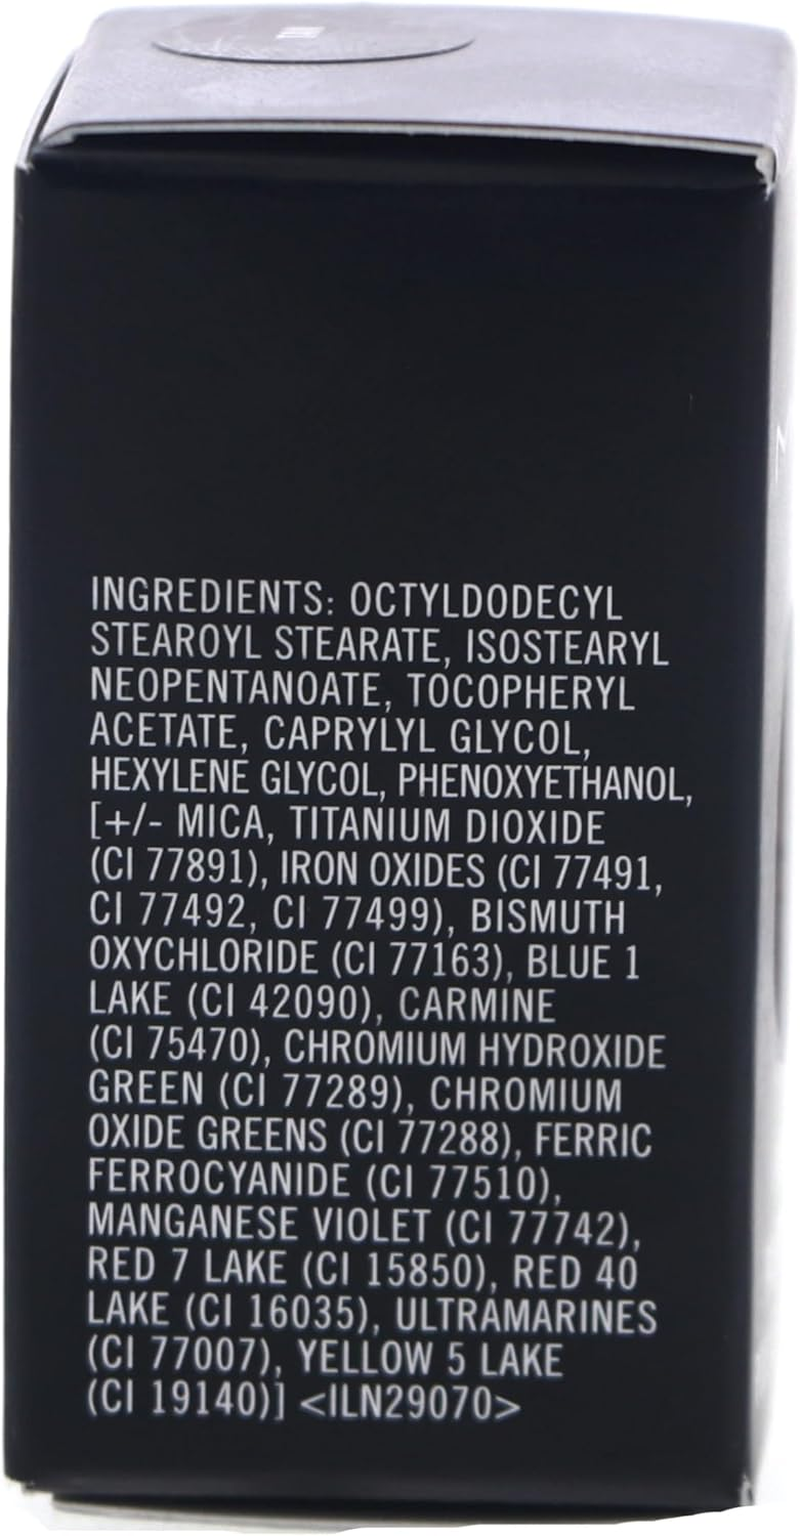 INGREDIENTS: OCTYLDODECYL
STEAROYL STEARATE, ISOSTEARYL
NEOPENTANOATE, TOCOPHERYL
ACETATE, CAPRYLYL GLYCOL,
HEXYLENE GLYCOL, PHENOXYETHANOL,
[+/- MICA, TITANIUM DIOXIDE
(CI 77891), IRON OXIDES (CI 77491,
CI 77492, CI 77499), BISMUTH
OXYCHLORIDE (CI 77163), BLUE 1
LAKE (CI 42090), CARMINE
(CI 75470), CHROMIUM HYDROXIDE
GREEN (CI 77289), CHROMIUM
OXIDE GREENS (CI 77288), FERRIC
FERROCYANIDE (CI 77510),
MANGANESE VIOLET (CI 77742),
RED 7 LAKE (CI 15850), RED 40
LAKE (CI 16035), ULTRAMARINES
(CI 77007), YELLOW 5 LAKE
(CI 19140)] <ILN29070>